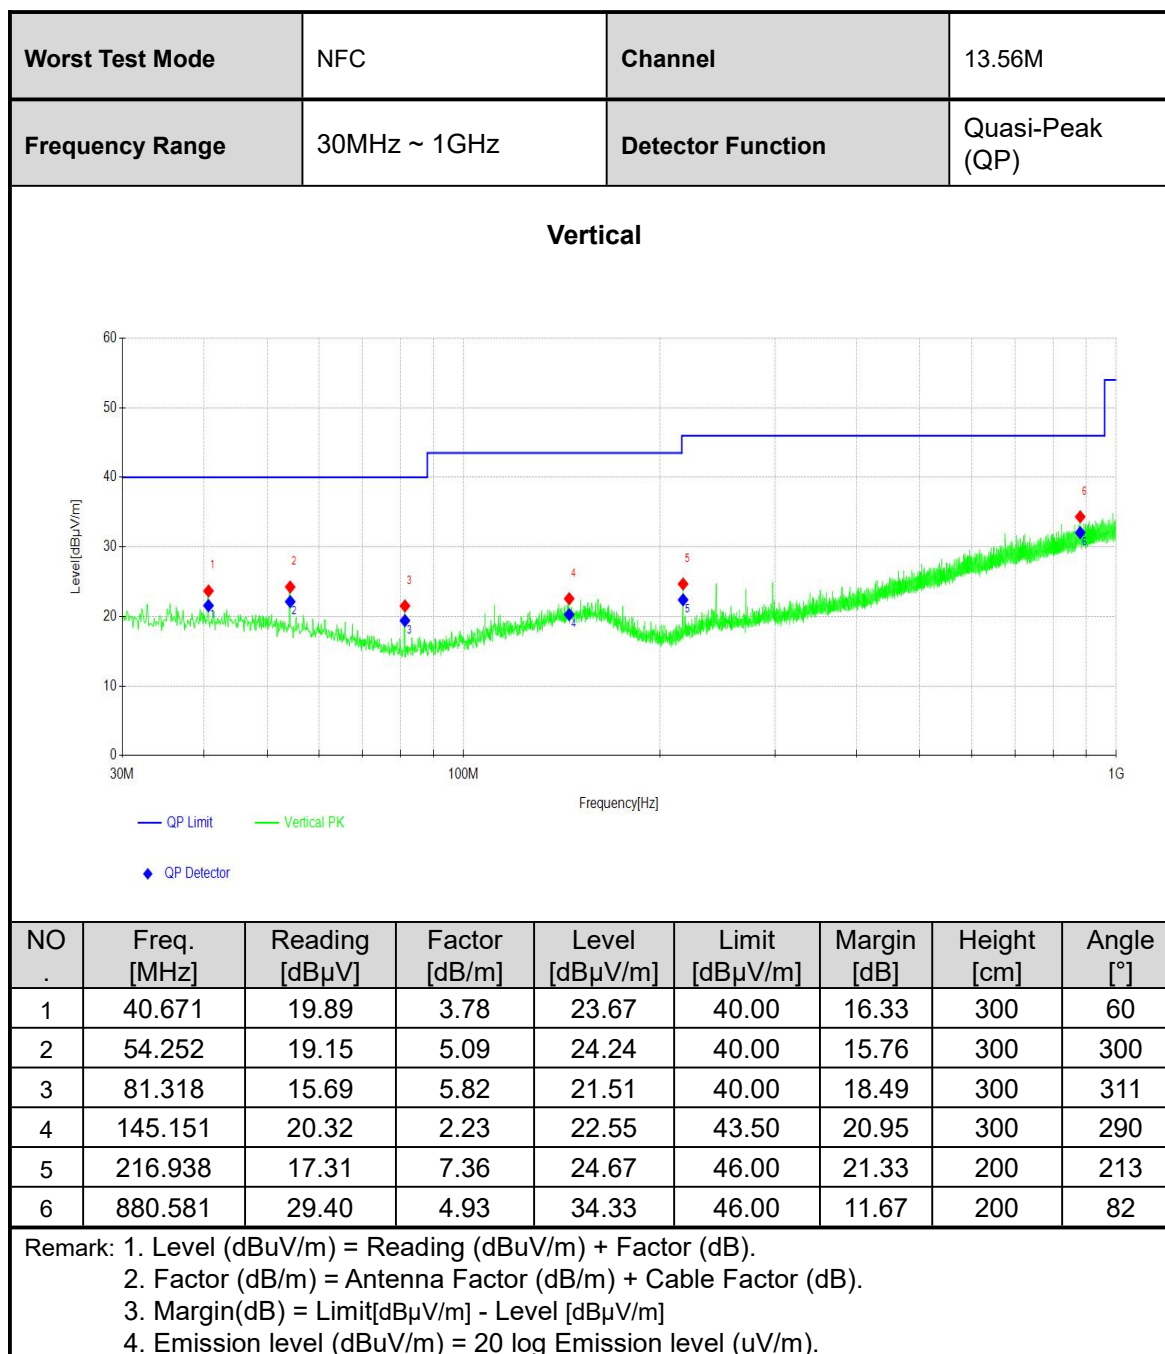 Worst Test Mode NFC Channel 13.56M
Frequency Range 30MHz ~ 1GHz Detector Function Quasi-Peak (QP)
Vertical
60
50
40
30
20
10
0
Level[dBµV/m]
1
2
3
4
5
6
1
2
3
4
5
6
30M 100M 1G
Frequency[Hz]
QP Limit Vertical PK
QP Detector
NO. Freq. [MHz] Reading [dBµV] Factor [dB/m] Level [dBµV/m] Limit [dBµV/m] Margin [dB] Height [cm] Angle [°]
1 40.671 19.89 3.78 23.67 40.00 16.33 300 60
2 54.252 19.15 5.09 24.24 40.00 15.76 300 300
3 81.318 15.69 5.82 21.51 40.00 18.49 300 311
4 145.151 20.32 2.23 22.55 43.50 20.95 300 290
5 216.938 17.31 7.36 24.67 46.00 21.33 200 213
6 880.581 29.40 4.93 34.33 46.00 11.67 200 82
Remark: 1. Level (dBuV/m) = Reading (dBuV/m) + Factor (dB).
2. Factor (dB/m) = Antenna Factor (dB/m) + Cable Factor (dB).
3. Margin(dB) = Limit[dBµV/m] - Level [dBµV/m]
4. Emission level (dBuV/m) = 20 log Emission level (uV/m).